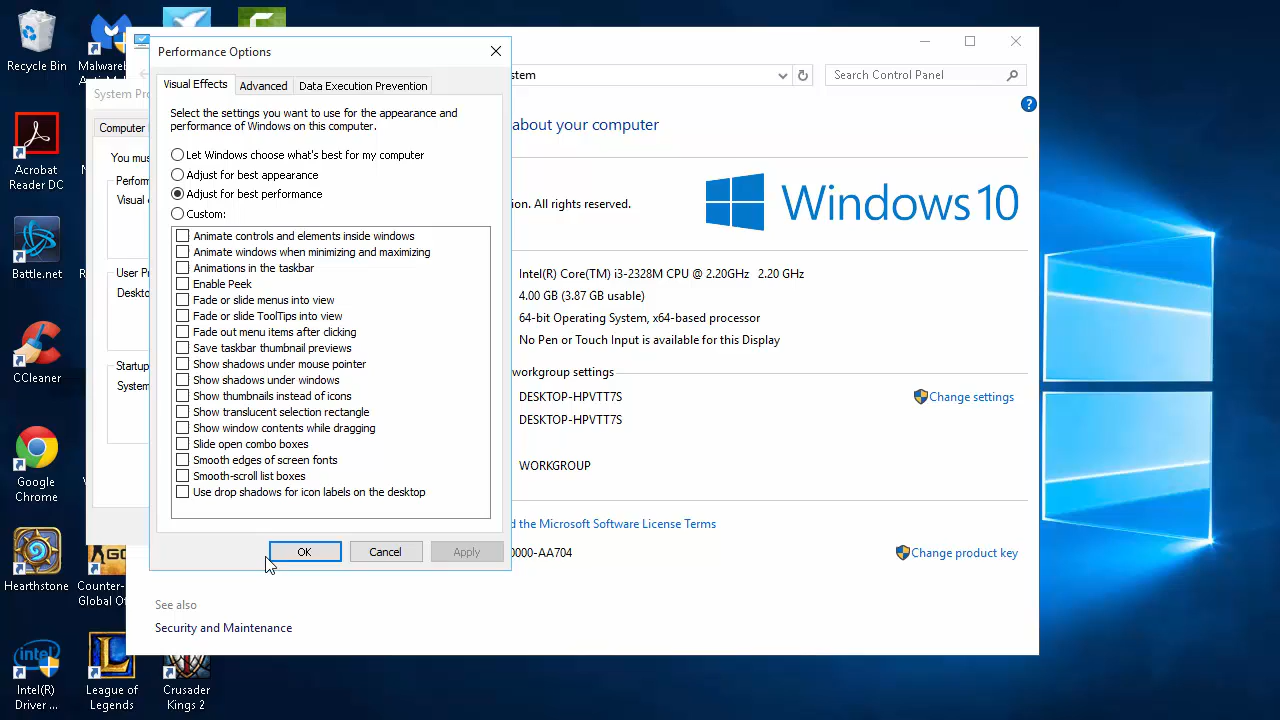 Recycle Bin
Malwareb
Acrobat
Reader DC
Battle.net
CCleaner
Google
Chrome
Hearthstone
Counter-
Global Of
Intel(R)
Driver ...
League of
Legends
Crusader
Kings 2
System Pro
Computer
You mus
Perform
Visual e
User Pr
Deskto
Startup
System
Performance Options
Visual Effects
Advanced
Data Execution Prevention
Select the settings you want to use for the appearance and
performance of Windows on this computer.
Let Windows choose what's best for my computer
Adjust for best appearance
Adjust for best performance
Custom:
Animate controls and elements inside windows
Animate windows when minimizing and maximizing
Animations in the taskbar
Enable Peek
Fade or slide menus into view
Fade or slide ToolTips into view
Fade out menu items after clicking
Save taskbar thumbnail previews
Show shadows under mouse pointer
Show shadows under windows
Show thumbnails instead of icons
Show translucent selection rectangle
Show window contents while dragging
Slide open combo boxes
Smooth edges of screen fonts
Smooth-scroll list boxes
Use drop shadows for icon labels on the desktop
OK
Cancel
Apply
stem
Search Control Panel
about your computer
ion. All rights reserved.
Windows 10
Intel(R) Core(TM) i3-2328M CPU @ 2.20GHz 2.20 GHz
4.00 GB (3.87 GB usable)
64-bit Operating System, x64-based processor
No Pen or Touch Input is available for this Display
workgroup settings
DESKTOP-HPVTT7S
Change settings
DESKTOP-HPVTT7S
WORKGROUP
d the Microsoft Software License Terms
0000-AA704
Change product key
See also
Security and Maintenance